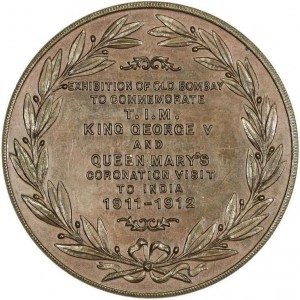 EXHIBITION OF OLD BOMBAY
TO COMMEMORATE
T.I.M.
KING GEORGE V
AND
QUEEN MARY'S
CORONATION VISIT
TO INDIA
1911-1912